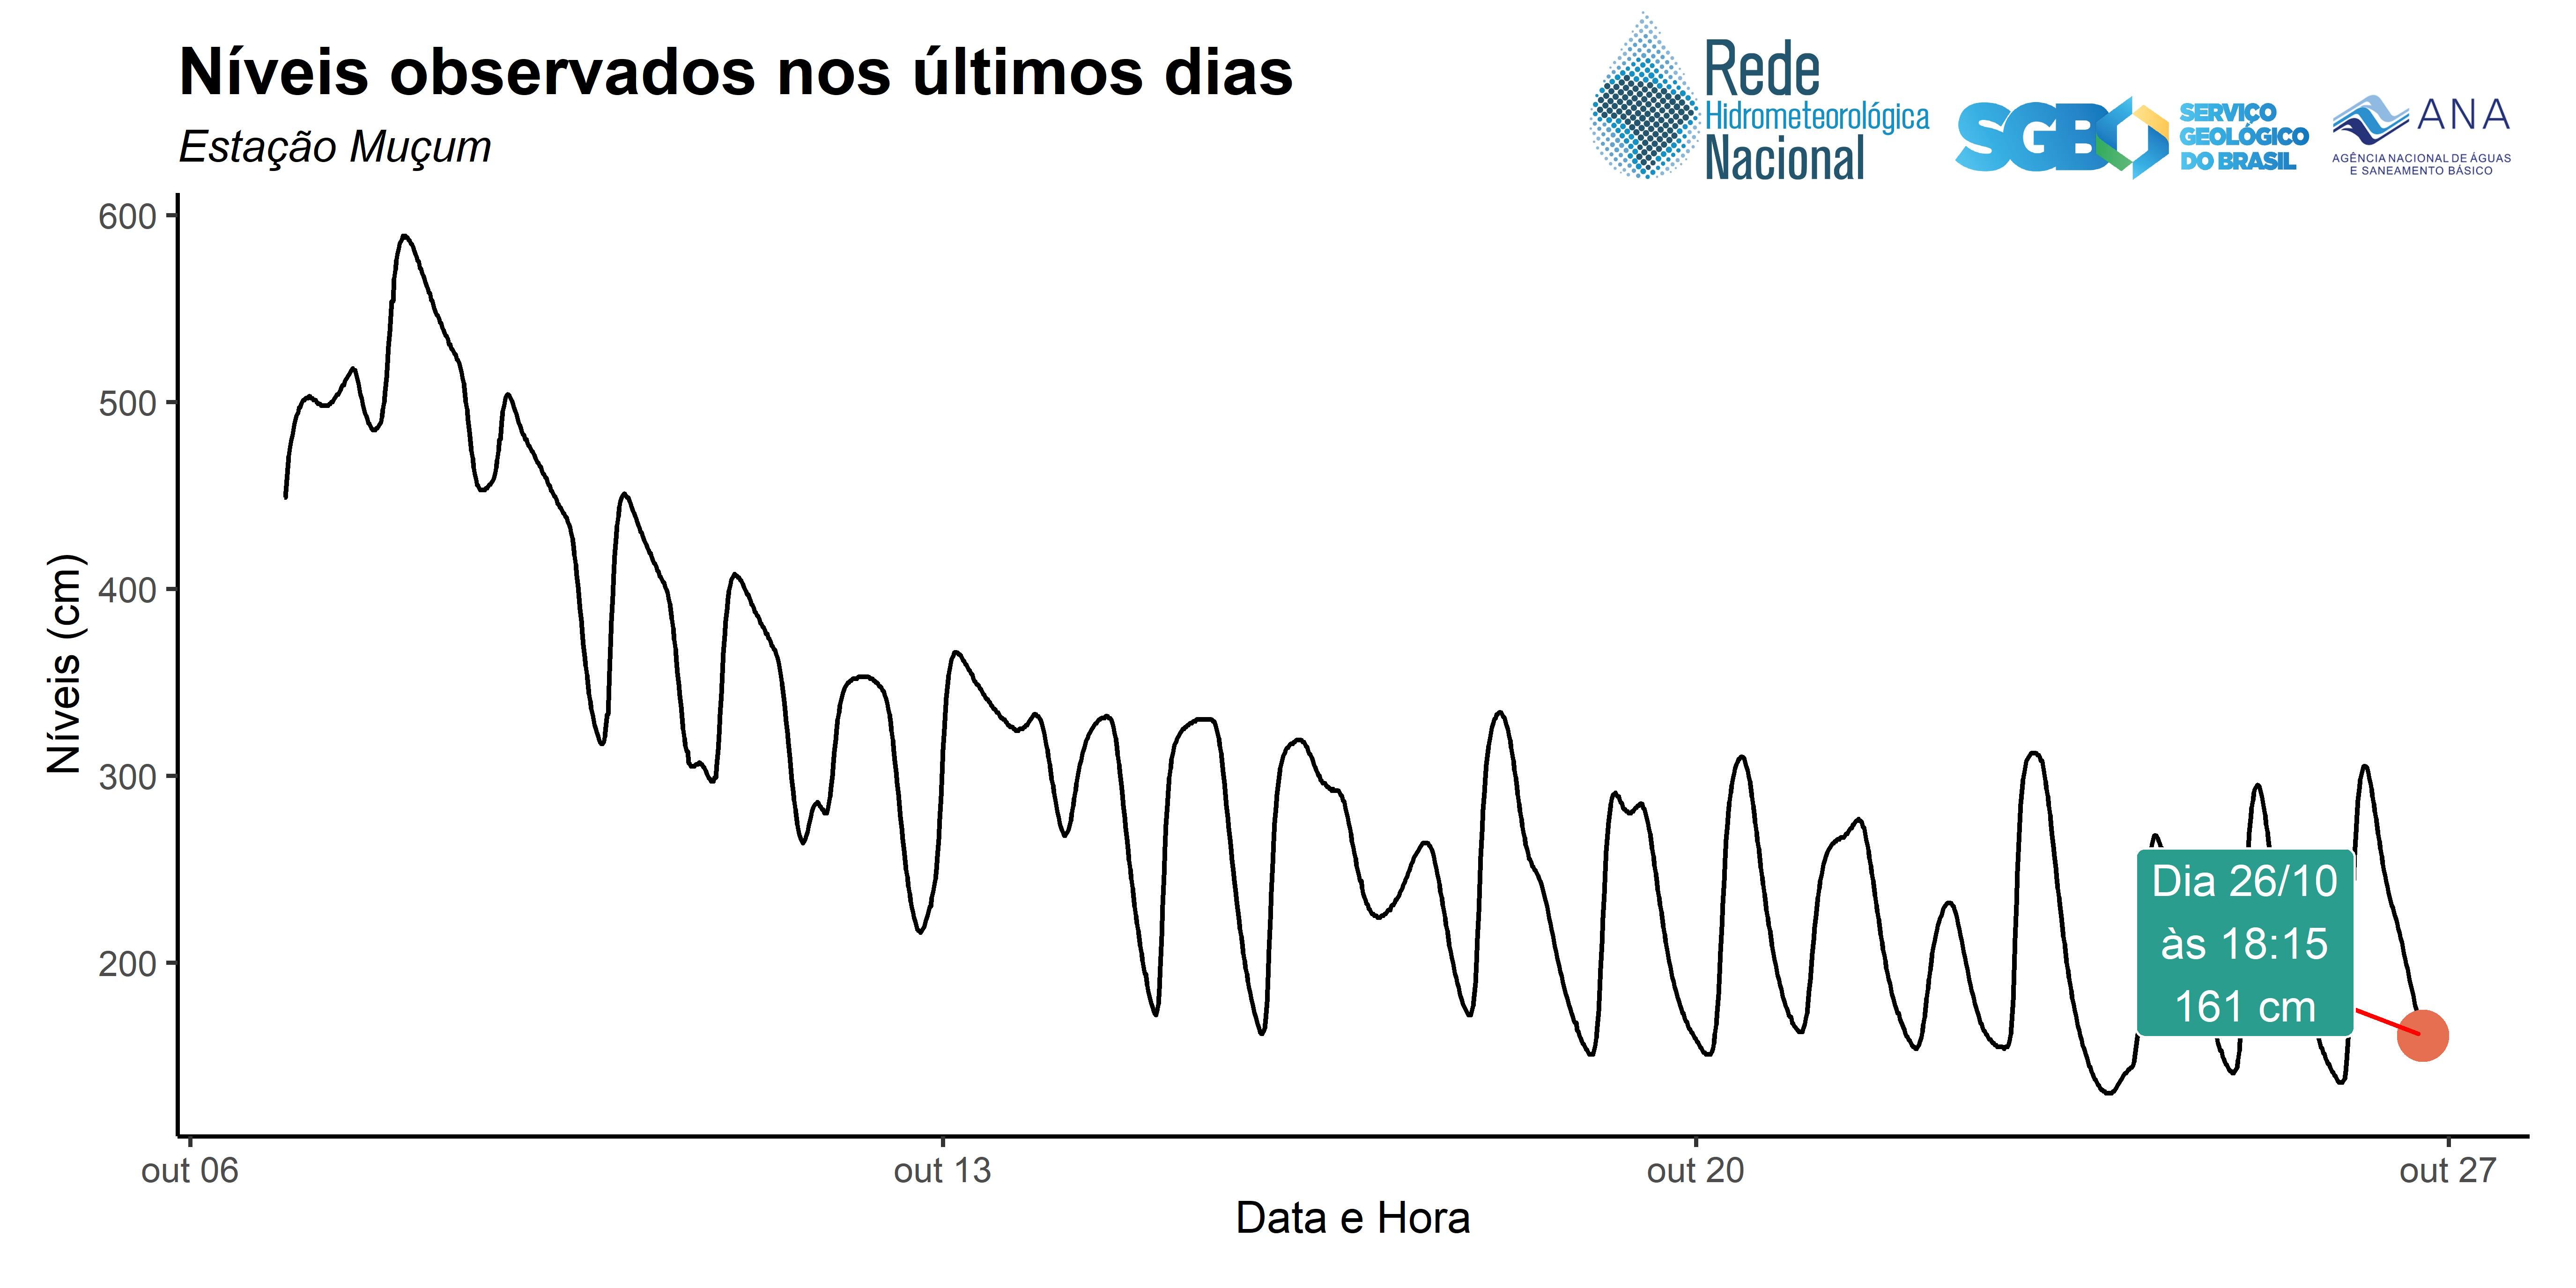 Níveis observados nos últimos dias
Estação Muçum
Rede
Hidrometeorológica
Nacional
SGB
SERVIÇO
GEOLÓGICO
DO BRASIL
ANA
AGÊNCIA NACIONAL DE ÁGUAS
E SANEAMENTO BÁSICO
Níveis (cm)
600
500
400
300
200
Dia 26/10
às 18:15
161 cm
out 06
out 13
out 20
out 27
Data e Hora